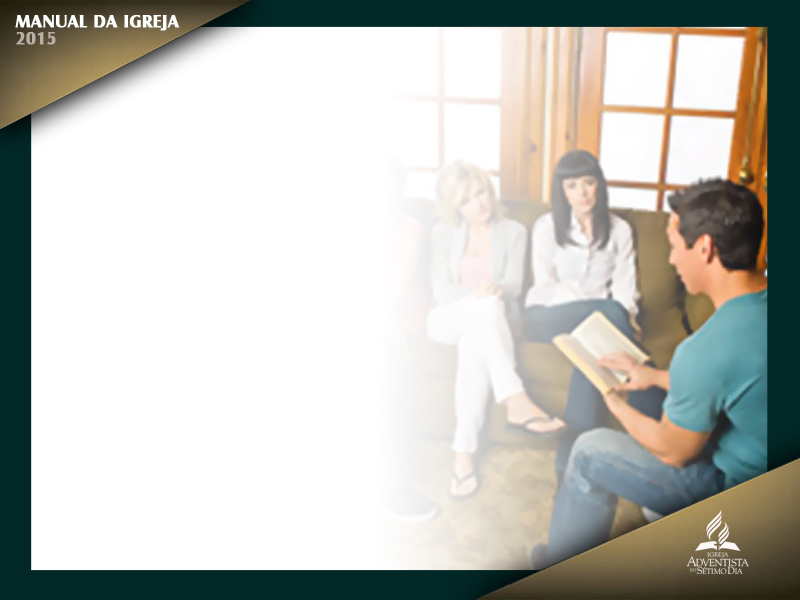 MANUAL DA IGREJA
2015
IGREJA
ADVENTISTA
DO SÉTIMO DIA